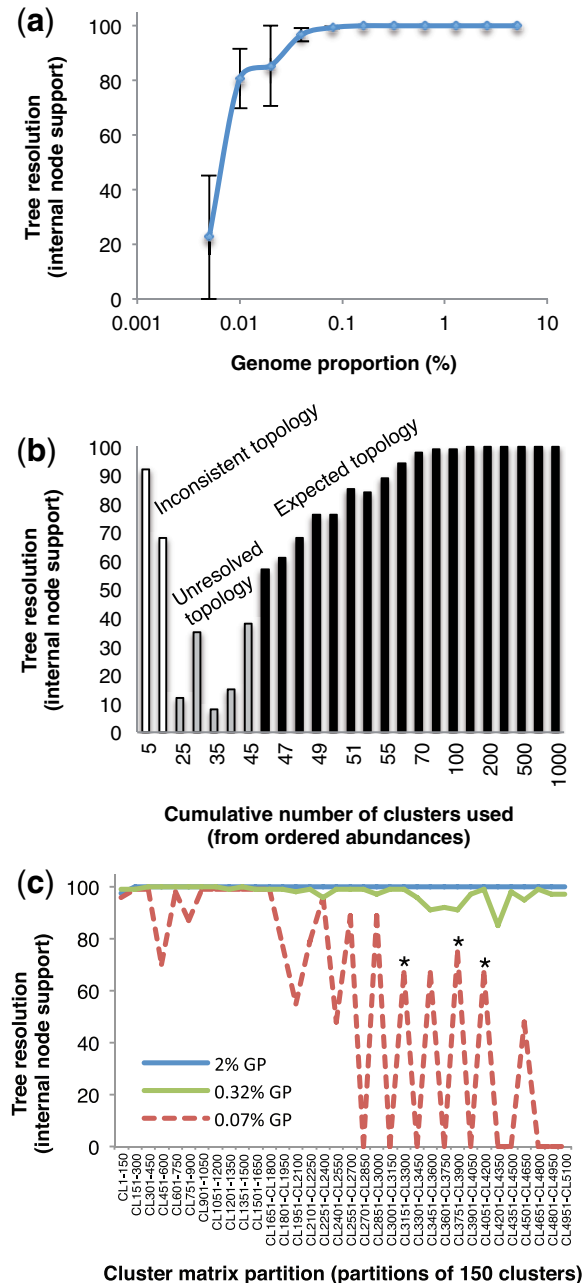 (a)
Tree resolution
(internal node support)
100
80
60
40
20
0
0.001
0.01
0.1
1
10
Genome proportion (%)
(b)
Tree resolution
(internal node support)
100
90
80
70
60
50
40
30
20
10
0
Inconsistent topology
Unresolved
topology
Expected topology
5
25
35
45
47
49
51
55
70
100
200
500
1000
Cumulative number of clusters used
(from ordered abundances)
(c)
Tree resolution
(internal node support)
100
80
60
40
20
0
*
*
*
2% GP
0.32% GP
0.07% GP
CL1-150
CL151-300
CL301-450
CL451-600
CL601-750
CL751-900
CL901-1050
CL1051-1200
CL1201-1350
CL1351-1500
CL1501-1650
CL1651-CL1800
CL1801-CL1950
CL1951-CL2100
CL2101-CL2250
CL2251-CL2400
CL2401-CL2550
CL2551-CL2700
CL2701-CL2850
CL2851-CL3000
CL3001-CL3150
CL3151-CL3300
CL3301-CL3450
CL3451-CL3600
CL3601-CL3750
CL3751-CL3900
CL3901-CL4050
CL4051-CL4200
CL4201-CL4350
CL4351-CL4500
CL4501-CL4650
CL4651-CL4800
CL4801-CL4950
CL4951-CL5100
Cluster matrix partition (partitions of 150 clusters)